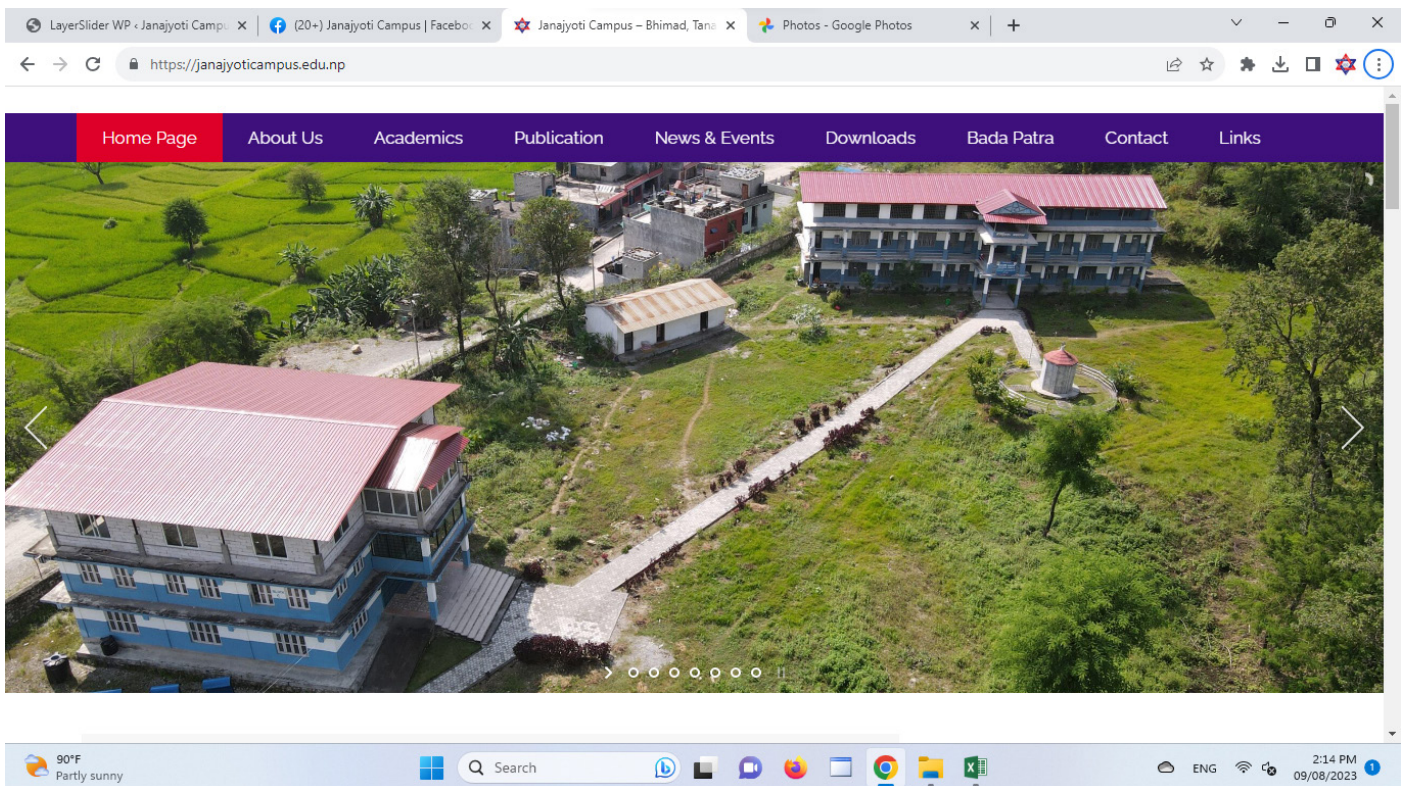 LayerSlider WP ‹ Janajyoti Campu
(20+) Janajyoti Campus | Faceboo
Janajyoti Campus – Bhimad, Tana
Photos - Google Photos
https://janajyoticampus.edu.np
Home Page About Us Academics Publication News & Events Downloads Bada Patra Contact Links
90°F
Partly sunny
Search
ENG
2:14 PM
09/08/2023
1